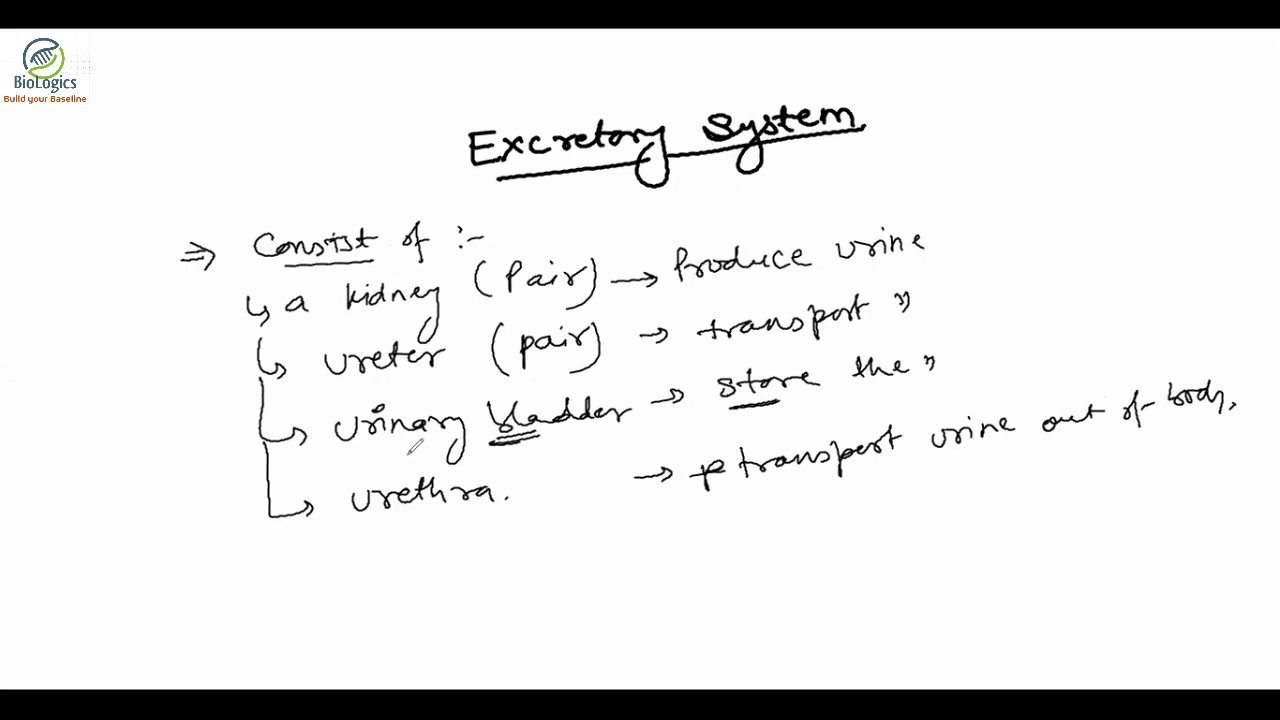 BioLogics
Build your Baseline
Excretory System
⇒ Consist of :-
↳ a kidney (Pair) → Produce urine
↳ ureter (pair) → transport "
↳ urinary bladder → store the "
↳ urethra. → transport urine out of body.